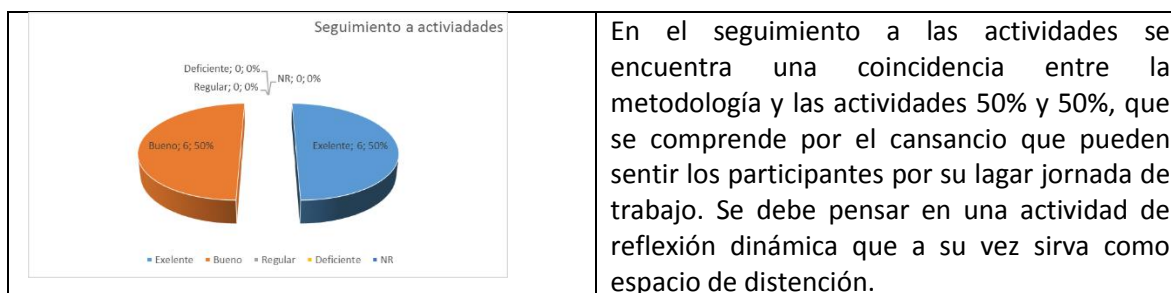 Seguimiento a activiadades
Deficiente; 0; 0%
NR; 0; 0%
Regular; 0; 0%
Bueno; 6; 50%
Exelente; 6; 50%
Exelente Bueno Regular Deficiente NR
En el seguimiento a las actividades se
encuentra una coincidencia entre la
metodología y las actividades 50% y 50%, que
se comprende por el cansancio que pueden
sentir los participantes por su lagar jornada de
trabajo. Se debe pensar en una actividad de
reflexión dinámica que a su vez sirva como
espacio de distención.